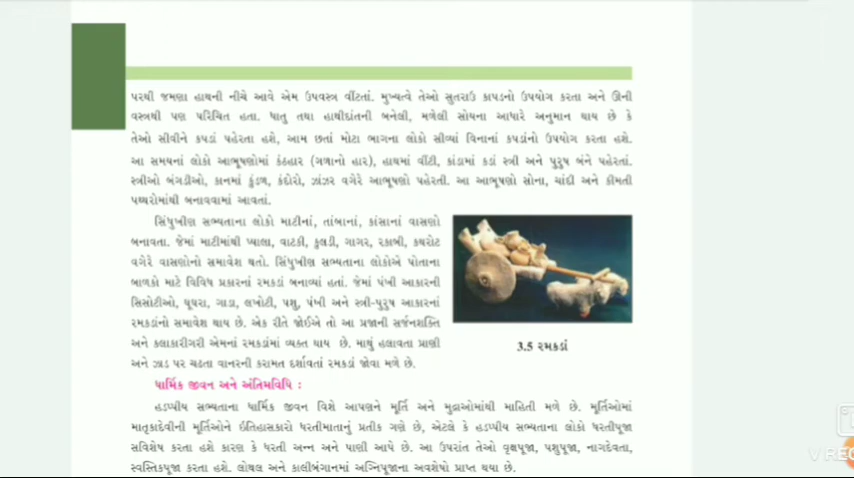 પરથી જમણા હાથની નીચે આવે એમ ઉપવસ્ત્ર વીંટતાં. મુખ્યત્વે તેઓ સુતરાઉ કાપડનો ઉપયોગ કરતા અને ઊની
વસ્ત્રથી પણ પરિચિત હતા. ધાતુ તથા હાથીદાંતની બનેલી, મળેલી સોયના આધારે અનુમાન થાય છે કે
તેઓ સીવીને કપડાં પહેરતા હશે, આમ છતાં મોટા ભાગના લોકો સીવ્યાં વિનાનાં કપડાંનો ઉપયોગ કરતા હશે.
આ સમયનાં લોકો આભૂષણોમાં કંઠહાર (ગળાનો હાર), હાથમાં વીંટી, કાંડામાં કડાં સ્ત્રી અને પુરુષ બંને પહેરતાં.
સ્ત્રીઓ બંગડીઓ, કાનમાં કુંડળ, કંદોરો, ઝાંઝર વગેરે આભૂષણો પહેરતી. આ આભૂષણો સોના, ચાંદી અને કીમતી
પથ્થરોમાંથી બનાવવામાં આવતાં.
સિંધુખીણ સભ્યતાના લોકો માટીનાં, તાંબાનાં, કાંસાનાં વાસણો
બનાવતા. જેમાં માટીમાંથી પ્યાલા, વાટકી, કુલડી, ગાગર, રકાબી, કથરોટ
વગેરે વાસણોનો સમાવેશ થતો. સિંધુખીણ સભ્યતાના લોકોએ પોતાના
બાળકો માટે વિવિધ પ્રકારનાં રમકડાં બનાવ્યાં હતાં. જેમાં પંખી આકારની
સિસોટીઓ, ઘૂઘરા, ગાડા, લખોટી, પશુ, પંખી અને સ્ત્રી-પુરુષ આકારનાં
રમકડાંનો સમાવેશ થાય છે. એક રીતે જોઈએ તો આ પ્રજાની સર્જનશક્તિ
અને કલાકારીગરી એમનાં રમકડાંમાં વ્યક્ત થાય છે. માથું હલાવતા પ્રાણી
અને ઝાડ પર ચઢતા વાનરની કરામત દર્શાવતાં રમકડાં જોવા મળે છે.
3.5 રમકડાં
ધાર્મિક જીવન અને અંતિમવિધિ :
હડપ્પીય સભ્યતાના ધાર્મિક જીવન વિશે આપણને મૂર્તિ અને મુદ્રાઓમાંથી માહિતી મળે છે. મૂર્તિઓમાં
માતૃકાદેવીની મૂર્તિઓને ઇતિહાસકારો ધરતીમાતાનું પ્રતીક ગણે છે, એટલે કે હડપ્પીય સભ્યતાના લોકો ધરતીપૂજા
સવિશેષ કરતા હશે કારણ કે ધરતી અન્ન અને પાણી આપે છે. આ ઉપરાંત તેઓ વૃક્ષપૂજા, પશુપૂજા, નાગદેવતા,
સ્વસ્તિકપૂજા કરતા હશે. લોથલ અને કાલીબંગાનમાં અગ્નિપૂજાના અવશેષો પ્રાપ્ત થયા છે.